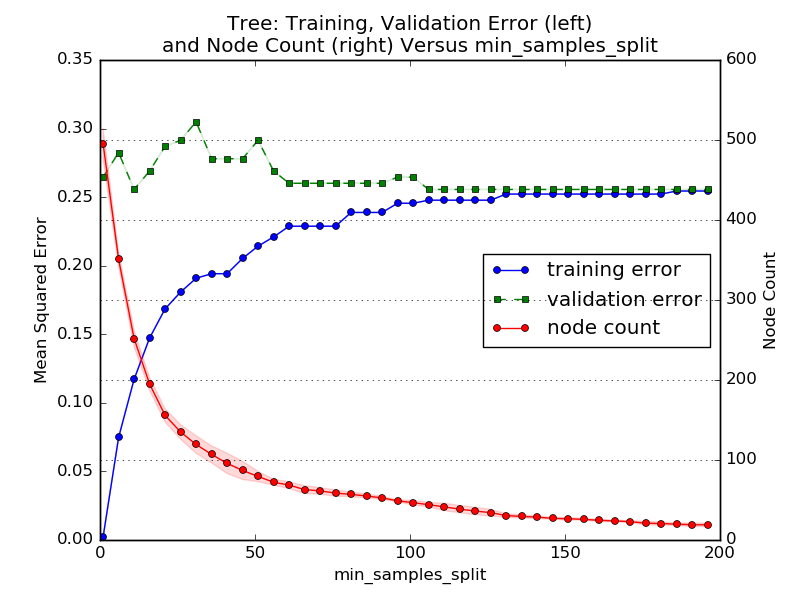 Tree: Training, Validation Error (left)
and Node Count (right) Versus min_samples_split
0.35
0.30
0.25
0.20
0.15
0.10
0.05
0.00
Mean Squared Error
600
500
400
300
200
100
0
Node Count
training error
validation error
node count
0
50
100
150
200
min_samples_split